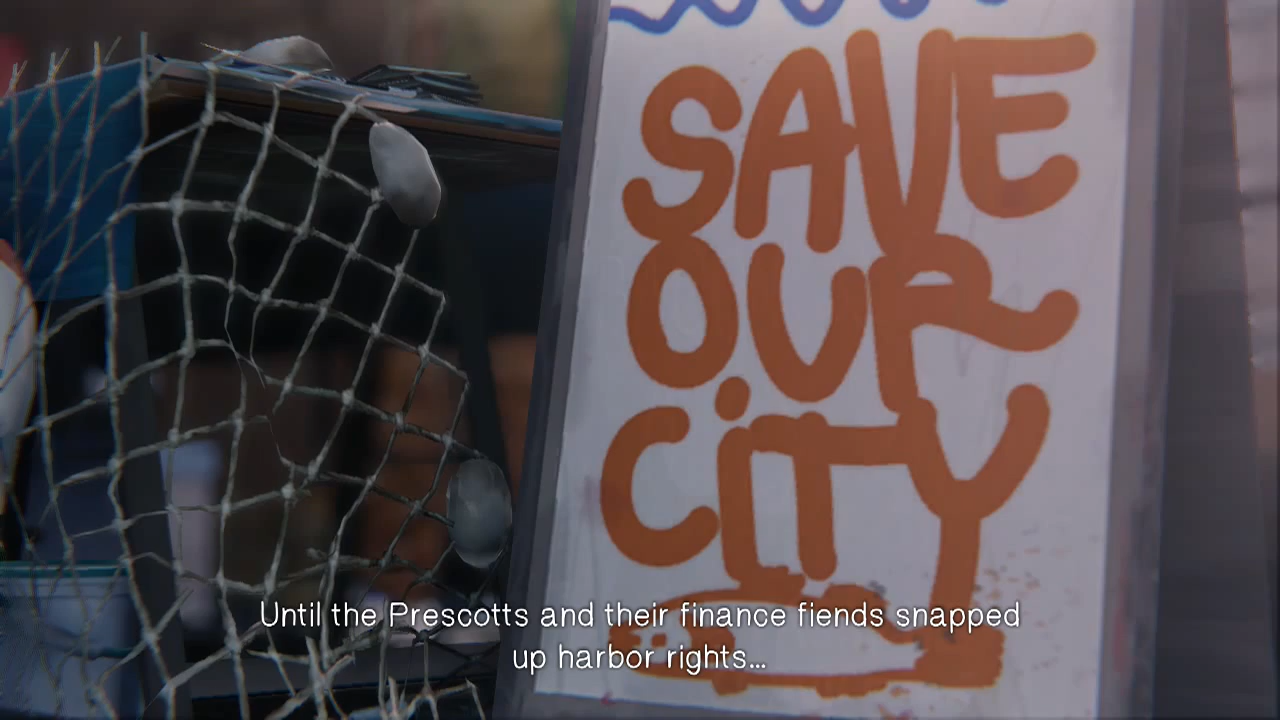 SAVE
OUR
CiTY
Until the Prescotts and their finance fiends snapped
up harbor rights...